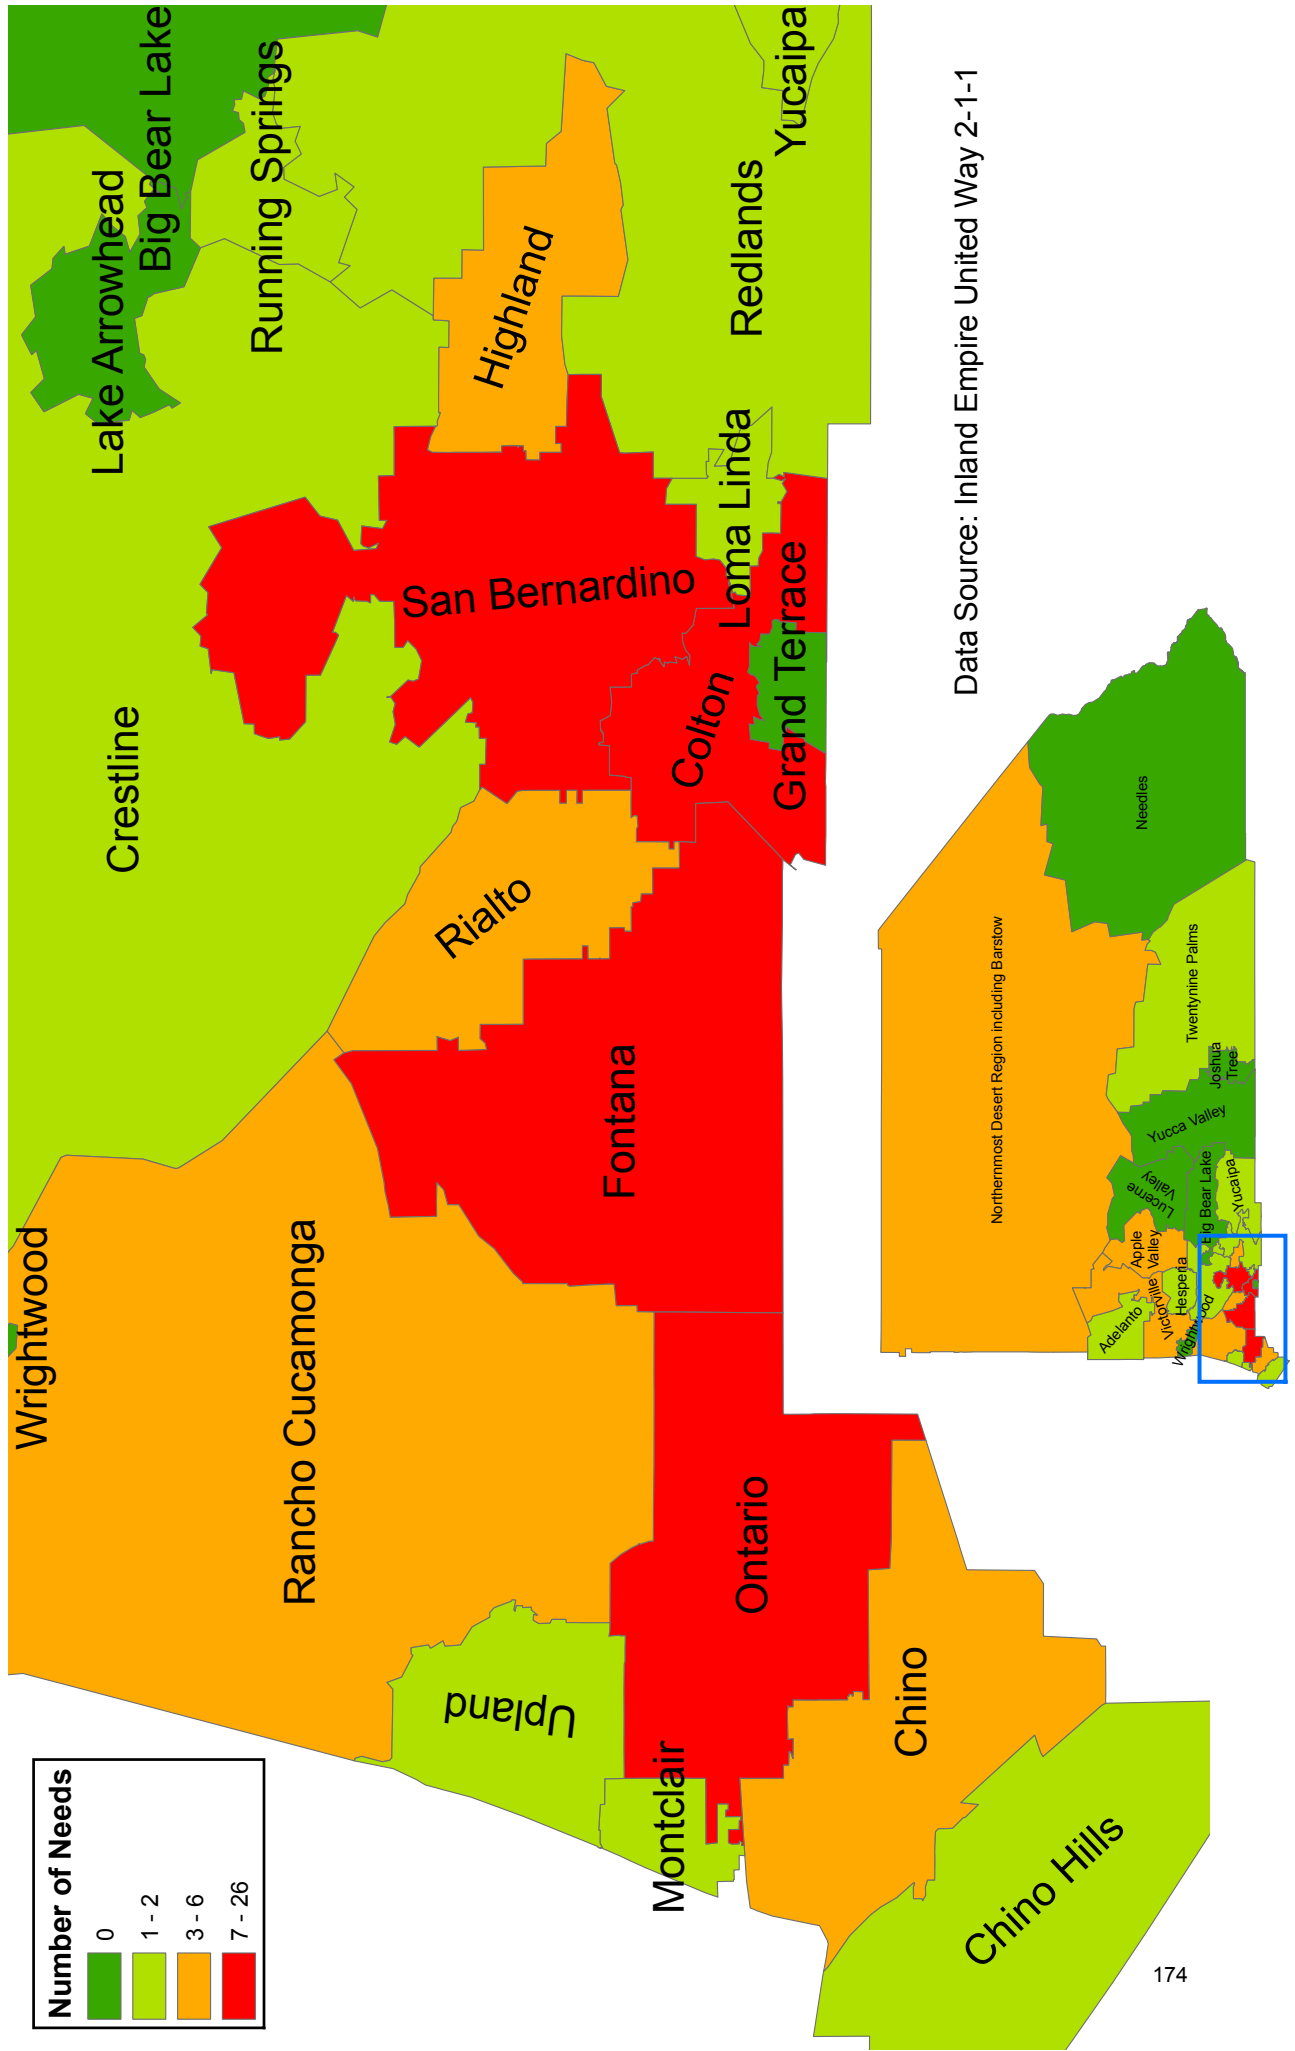 Number of Needs
0
1 - 2
3 - 6
7 - 26
Wrightwood
Crestline
Lake Arrowhead
Big Bear Lake
Running Springs
Rancho Cucamonga
Rialto
San Bernardino
Highland
Upland
Fontana
Colton
Loma Linda
Redlands
Yucaipa
Montclair
Ontario
Grand Terrace
Chino
Chino Hills
Data Source: Inland Empire United Way 2-1-1
Northernmost Desert Region including Barstow
Needles
Adelanto
Victorville
Apple
Valley
Lucerne
Valley
Hesperia
Wrightwood
Big Bear Lake
Yucca Valley
Joshua
Tree
Twentynine Palms
Yucaipa
174